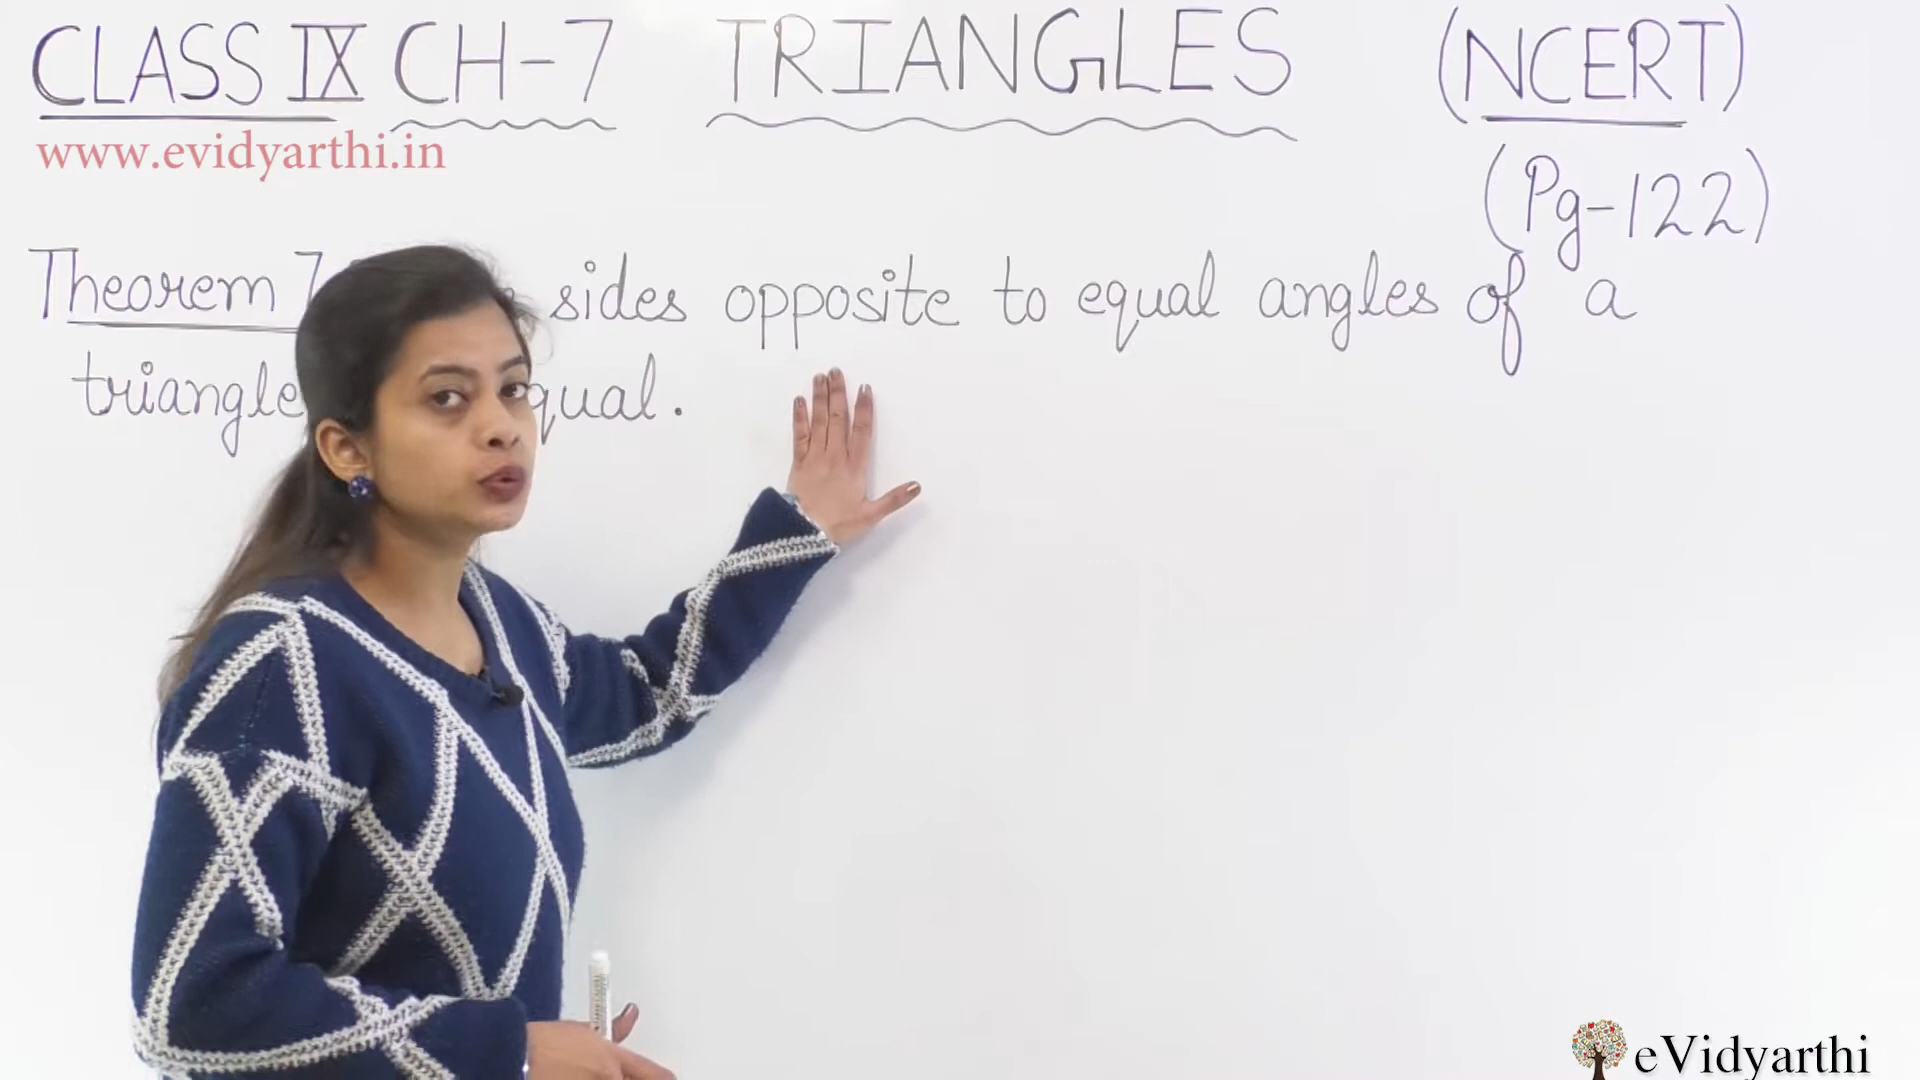 CLASS IX CH-7 TRIANGLES (NCERT)
www.evidyarthi.in
(Pg-122)
Theorem 7 sides opposite to equal angles of a
triangle qual.
eVidyarthi